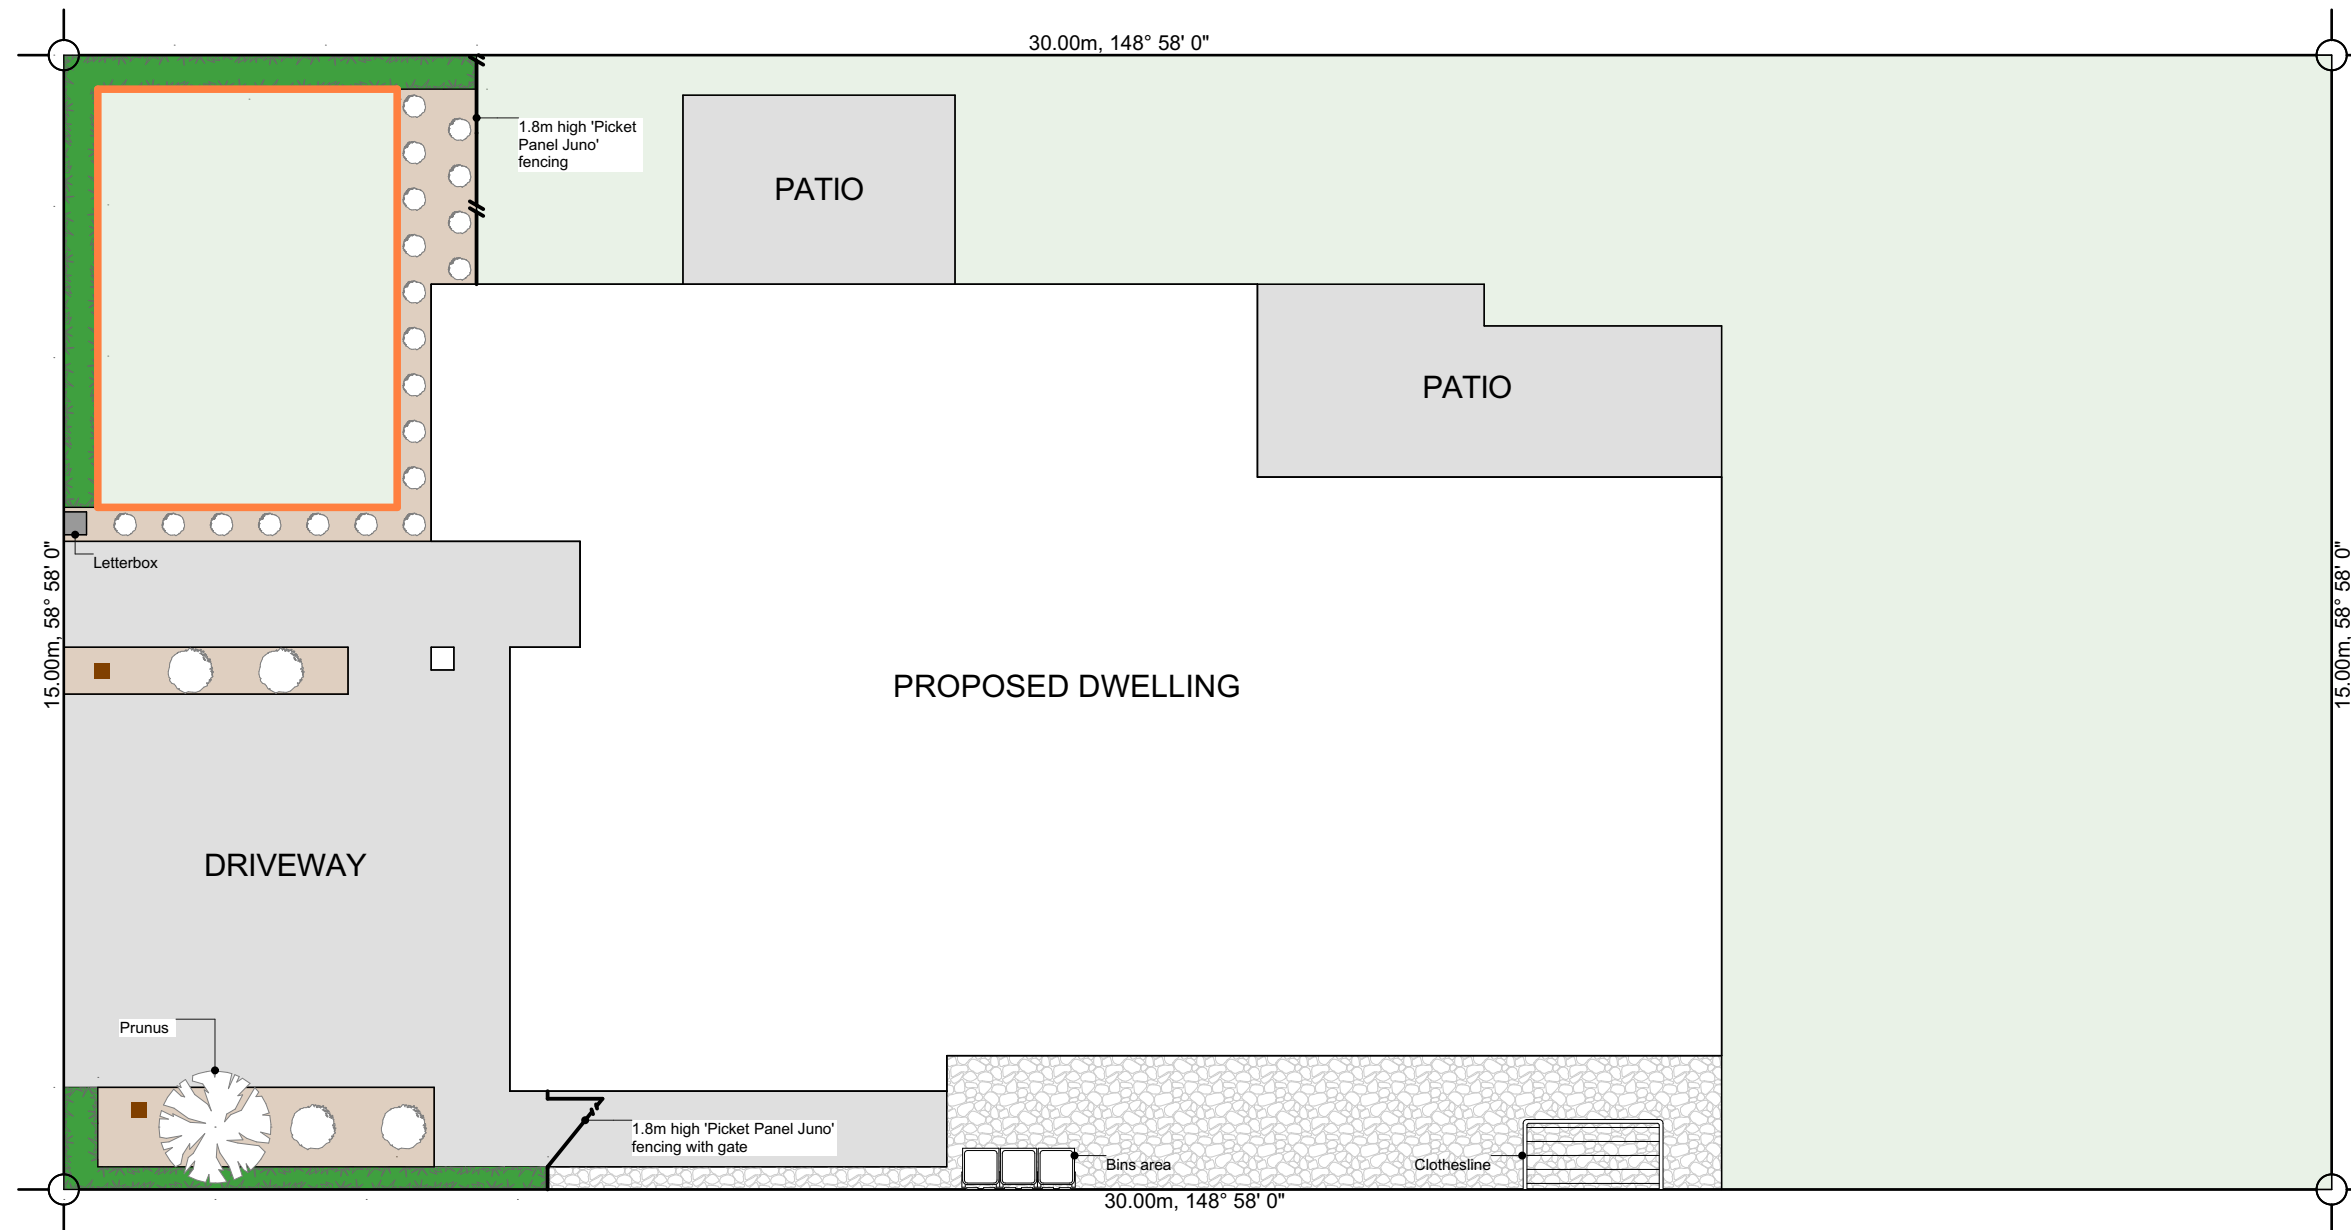 30.00m, 148° 58' 0"
1.8m high 'Picket
Panel Juno'
fencing
PATIO
PATIO
Letterbox
15.00m, 58° 58' 0"
15.00m, 58° 58' 0"
PROPOSED DWELLING
DRIVEWAY
Prunus
1.8m high 'Picket Panel Juno'
fencing with gate
Bins area
Clothesline
30.00m, 148° 58' 0"